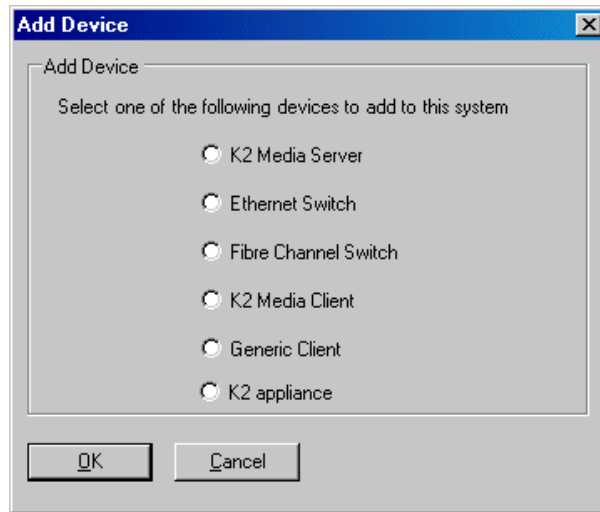 Add Device
Add Device
Select one of the following devices to add to this system
K2 Media Server
Ethernet Switch
Fibre Channel Switch
K2 Media Client
Generic Client
K2 appliance
OK Cancel